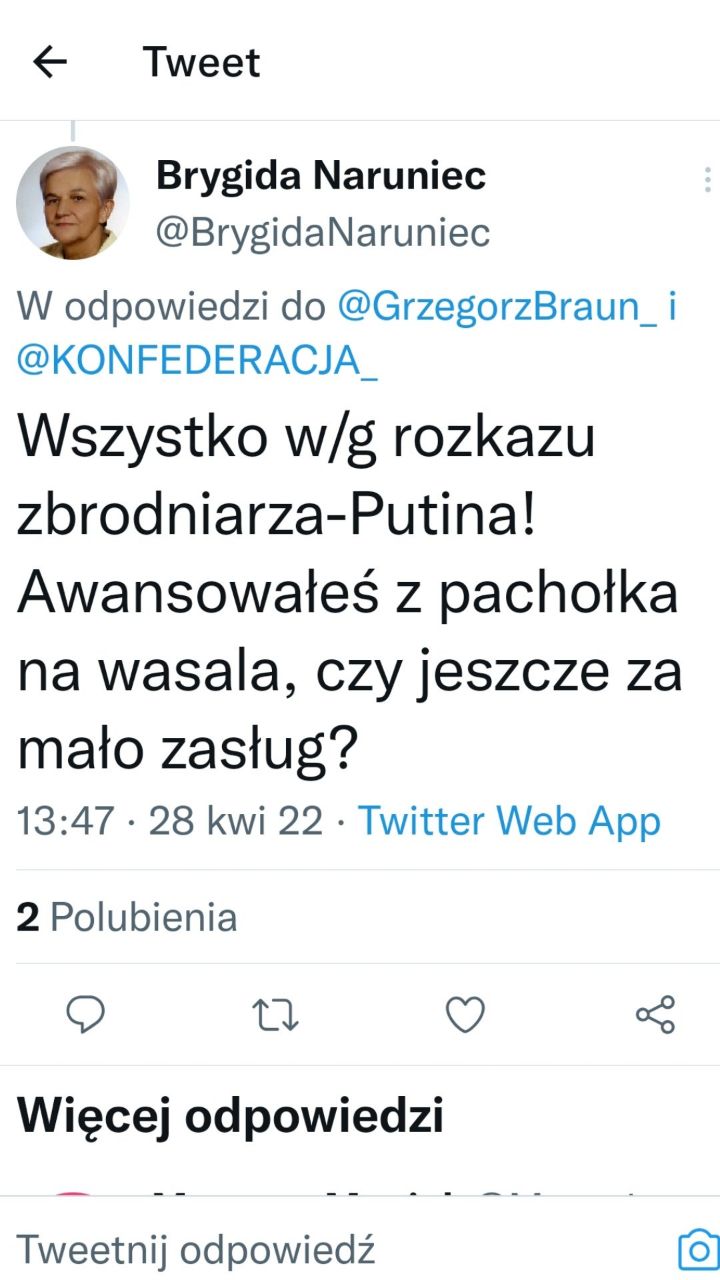 Tweet
Brygida Naruniec
@BrygidaNaruniec
W odpowiedzi do @GrzegorzBraun_ i
@KONFEDERACJA_
Wszystko w/g rozkazu
zbrodniarza-Putina!
Awansowałeś z pachołka
na wasala, czy jeszcze za
mało zasług?
13:47 · 28 kwi 22 · Twitter Web App
2 Polubienia
Więcej odpowiedzi
Tweetnij odpowiedź